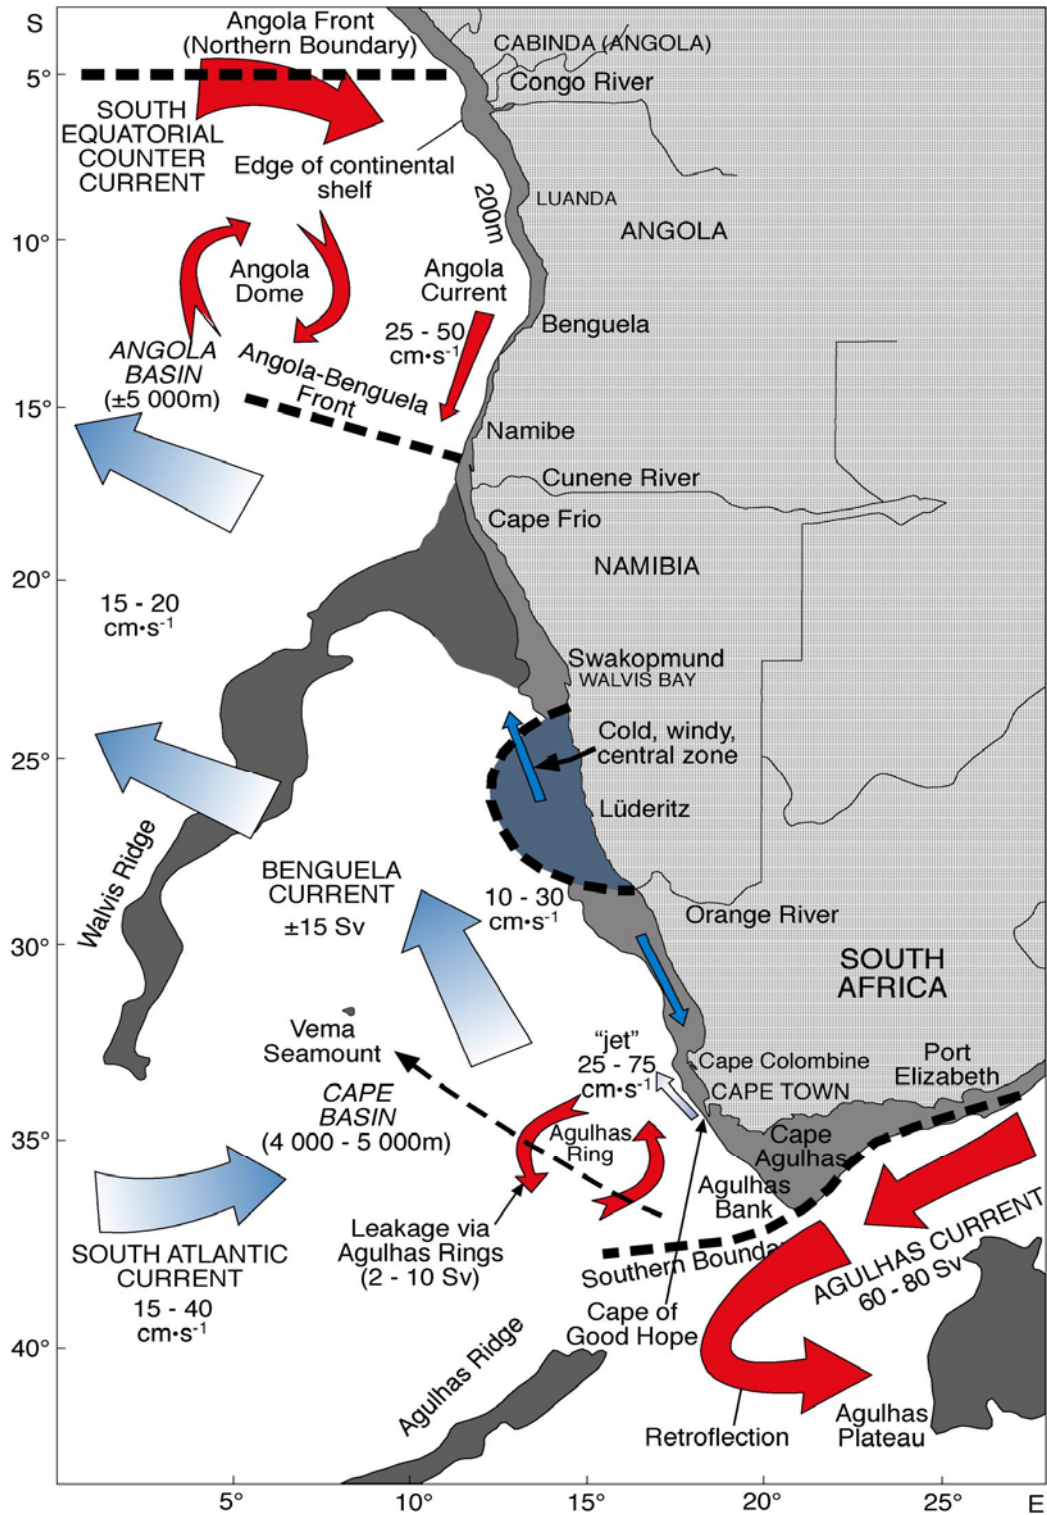 S
Angola Front
(Northern Boundary)
CABINDA (ANGOLA)
5°
Congo River
SOUTH
EQUATORIAL
COUNTER
CURRENT
Edge of continental
shelf
200m
LUANDA
ANGOLA
10°
Angola
Dome
Angola
Current
25 - 50
cm•s-1
Benguela
ANGOLA
BASIN
(±5 000m)
Angola-Benguela
Front
15°
Namibe
Cunene River
Cape Frio
NAMIBIA
20°
15 - 20
cm•s-1
Swakopmund
WALVIS BAY
Cold, windy,
central zone
25°
Lüderitz
Walvis Ridge
BENGUELA
CURRENT
±15 Sv
10 - 30
cm•s-1
Orange River
30°
SOUTH
AFRICA
Vema
Seamount
"jet"
25 - 75
cm•s-1
Cape Colombine
CAPE TOWN
Port
Elizabeth
CAPE
BASIN
(4 000 - 5 000m)
35°
Agulhas
Ring
Cape
Agulhas
Agulhas
Bank
Leakage via
Agulhas Rings
(2 - 10 Sv)
SOUTH ATLANTIC
CURRENT
15 - 40
cm•s-1
Southern Bounda
AGULHAS CURRENT
60 - 80 Sv
Cape of
Good Hope
40°
Agulhas Ridge
Retroflection
Agulhas
Plateau
5°
10°
15°
20°
25°
E